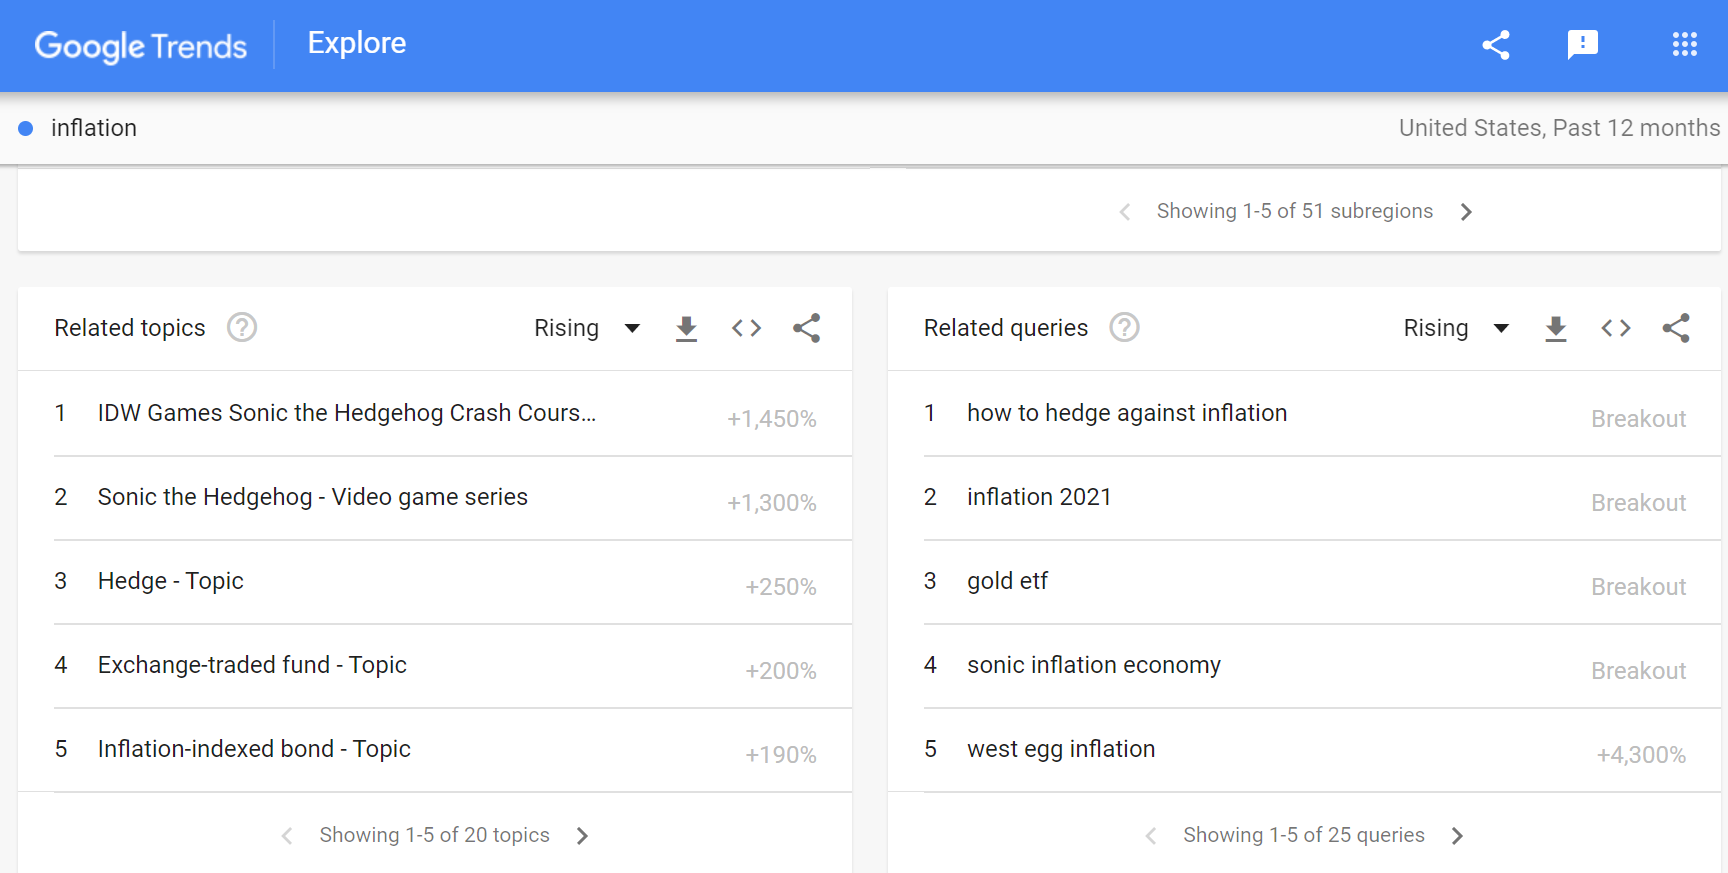 Google Trends Explore
inflation
United States, Past 12 months
Showing 1-5 of 51 subregions
Related topics Rising
1 IDW Games Sonic the Hedgehog Crash Cours... +1,450%
2 Sonic the Hedgehog - Video game series +1,300%
3 Hedge - Topic +250%
4 Exchange-traded fund - Topic +200%
5 Inflation-indexed bond - Topic +190%
Showing 1-5 of 20 topics
Related queries Rising
1 how to hedge against inflation Breakout
2 inflation 2021 Breakout
3 gold etf Breakout
4 sonic inflation economy Breakout
5 west egg inflation +4,300%
Showing 1-5 of 25 queries